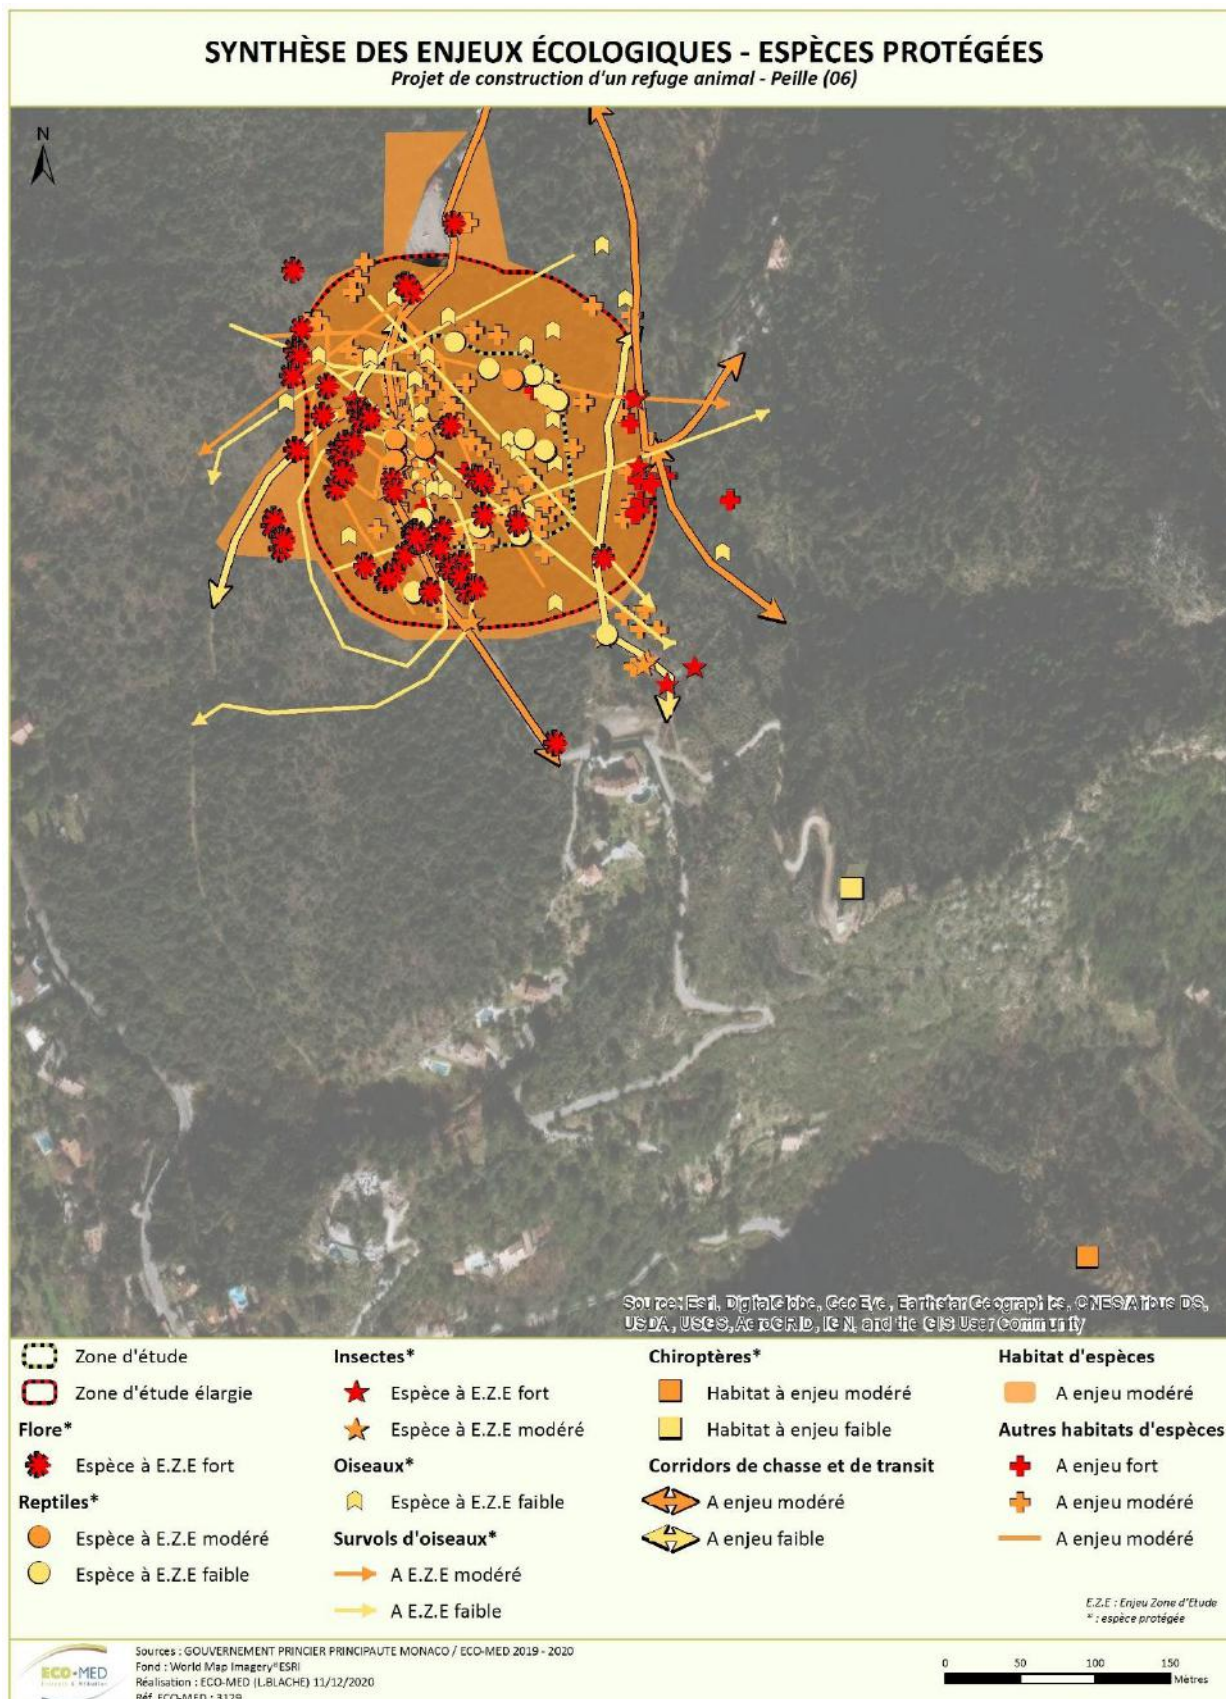 SYNTHÈSE DES ENJEUX ÉCOLOGIQUES - ESPÈCES PROTÉGÉES
Projet de construction d'un refuge animal - Peille (06)
N
Source: Esri, DigitalGlobe, GeoEye, Earthstar Geographics, CNES/Airbus DS,
USDA, USGS, AeroGRID, IGN, and the GIS User Community
Zone d'étude
Zone d'étude élargie
Flore*
Espèce à E.Z.E fort
Reptiles*
Espèce à E.Z.E modéré
Espèce à E.Z.E faible
Insectes*
Espèce à E.Z.E fort
Espèce à E.Z.E modéré
Oiseaux*
Espèce à E.Z.E faible
Survols d'oiseaux*
A E.Z.E modéré
A E.Z.E faible
Chiroptères*
Habitat à enjeu modéré
Habitat à enjeu faible
Corridors de chasse et de transit
A enjeu modéré
A enjeu faible
Habitat d'espèces
A enjeu modéré
Autres habitats d'espèces
A enjeu fort
A enjeu modéré
A enjeu modéré
E.Z.E : Enjeu Zone d'Etude
* : espèce protégée
ECO-MED
Sources : GOUVERNEMENT PRINCIER PRINCIPAUTE MONACO / ECO-MED 2019 - 2020
Fond : World Map Imagery®ESRI
Réalisation : ECO-MED (L.BLACHE) 11/12/2020
Réf. ECO-MED : 3129
0 50 100 150
Mètres